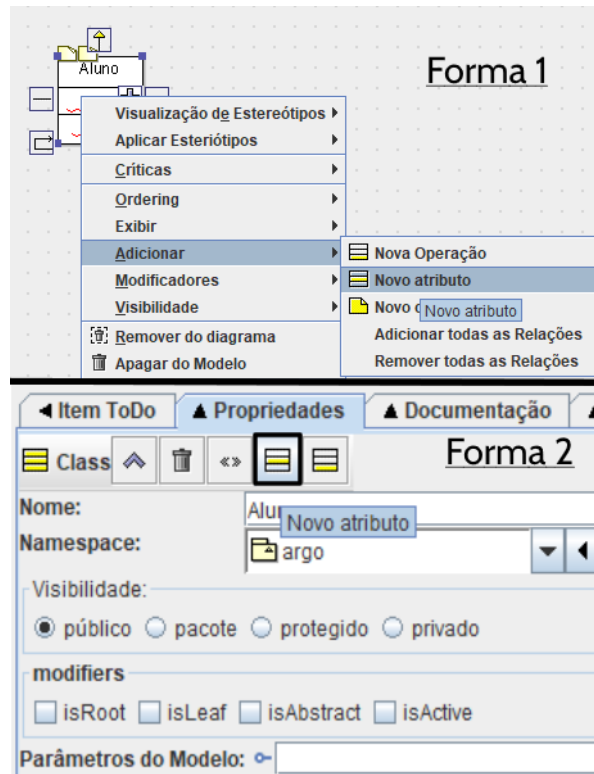 Aluno
Forma 1
Visualização de Estereótipos
Aplicar Esteriótipos
Críticas
Ordering
Exibir
Adicionar
Modificadores
Visibilidade
Remover do diagrama
Apagar do Modelo
Nova Operação
Novo atributo
Novo
Novo atributo
Adicionar todas as Relações
Remover todas as Relações
Item ToDo Propriedades Documentação
Class «» Forma 2
Nome: Alu
Novo atributo
Namespace: argo
Visibilidade:
público pacote protegido privado
modifiers
isRoot isLeaf isAbstract isActive
Parâmetros do Modelo: